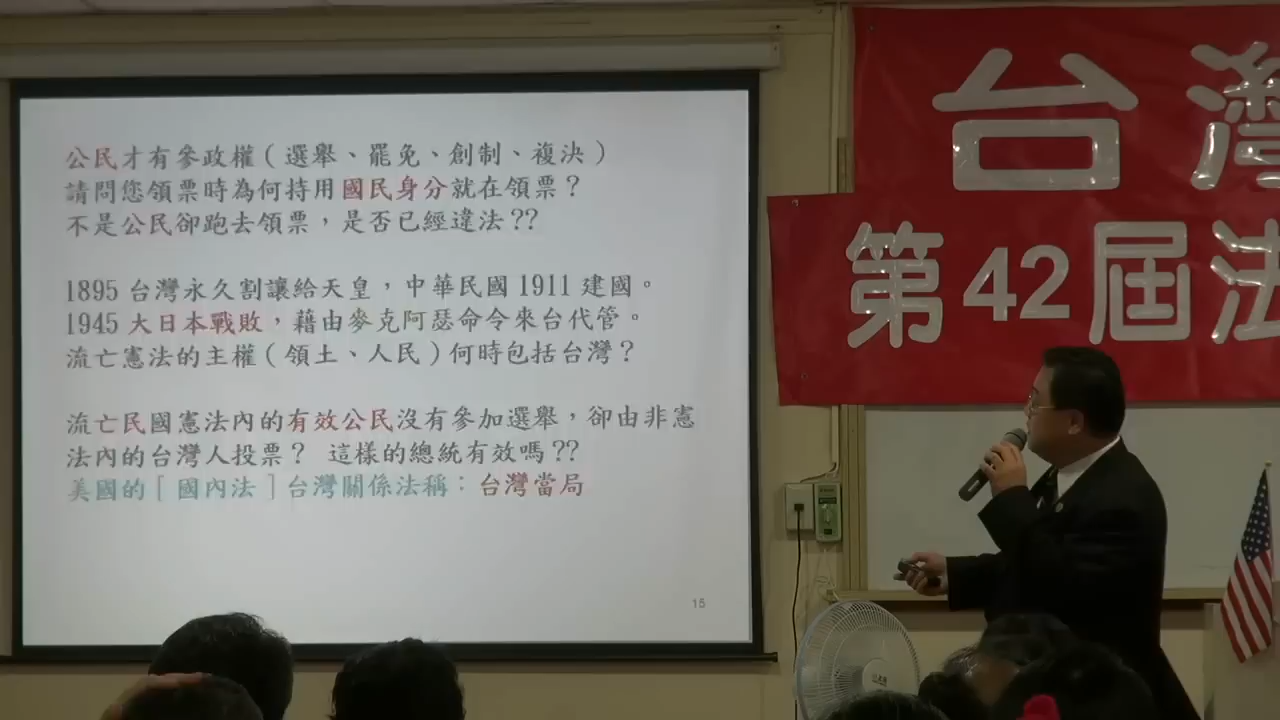 公民才有參政權(選舉、罷免、創制、複決)
請問您領票時為何持用國民身分就在領票?
不是公民卻跑去領票,是否已經違法??
1895 台灣永久割讓給天皇,中華民國 1911 建國。
1945 大日本戰敗,藉由麥克阿瑟命令來台代管。
流亡憲法的主權(領土、人民)何時包括台灣?
流亡民國憲法內的有效公民沒有參加選舉,卻由非憲
法內的台灣人投票? 這樣的總統有效嗎??
美國的[國內法]台灣關係法稱:台灣當局
15
台灣
第42屆法